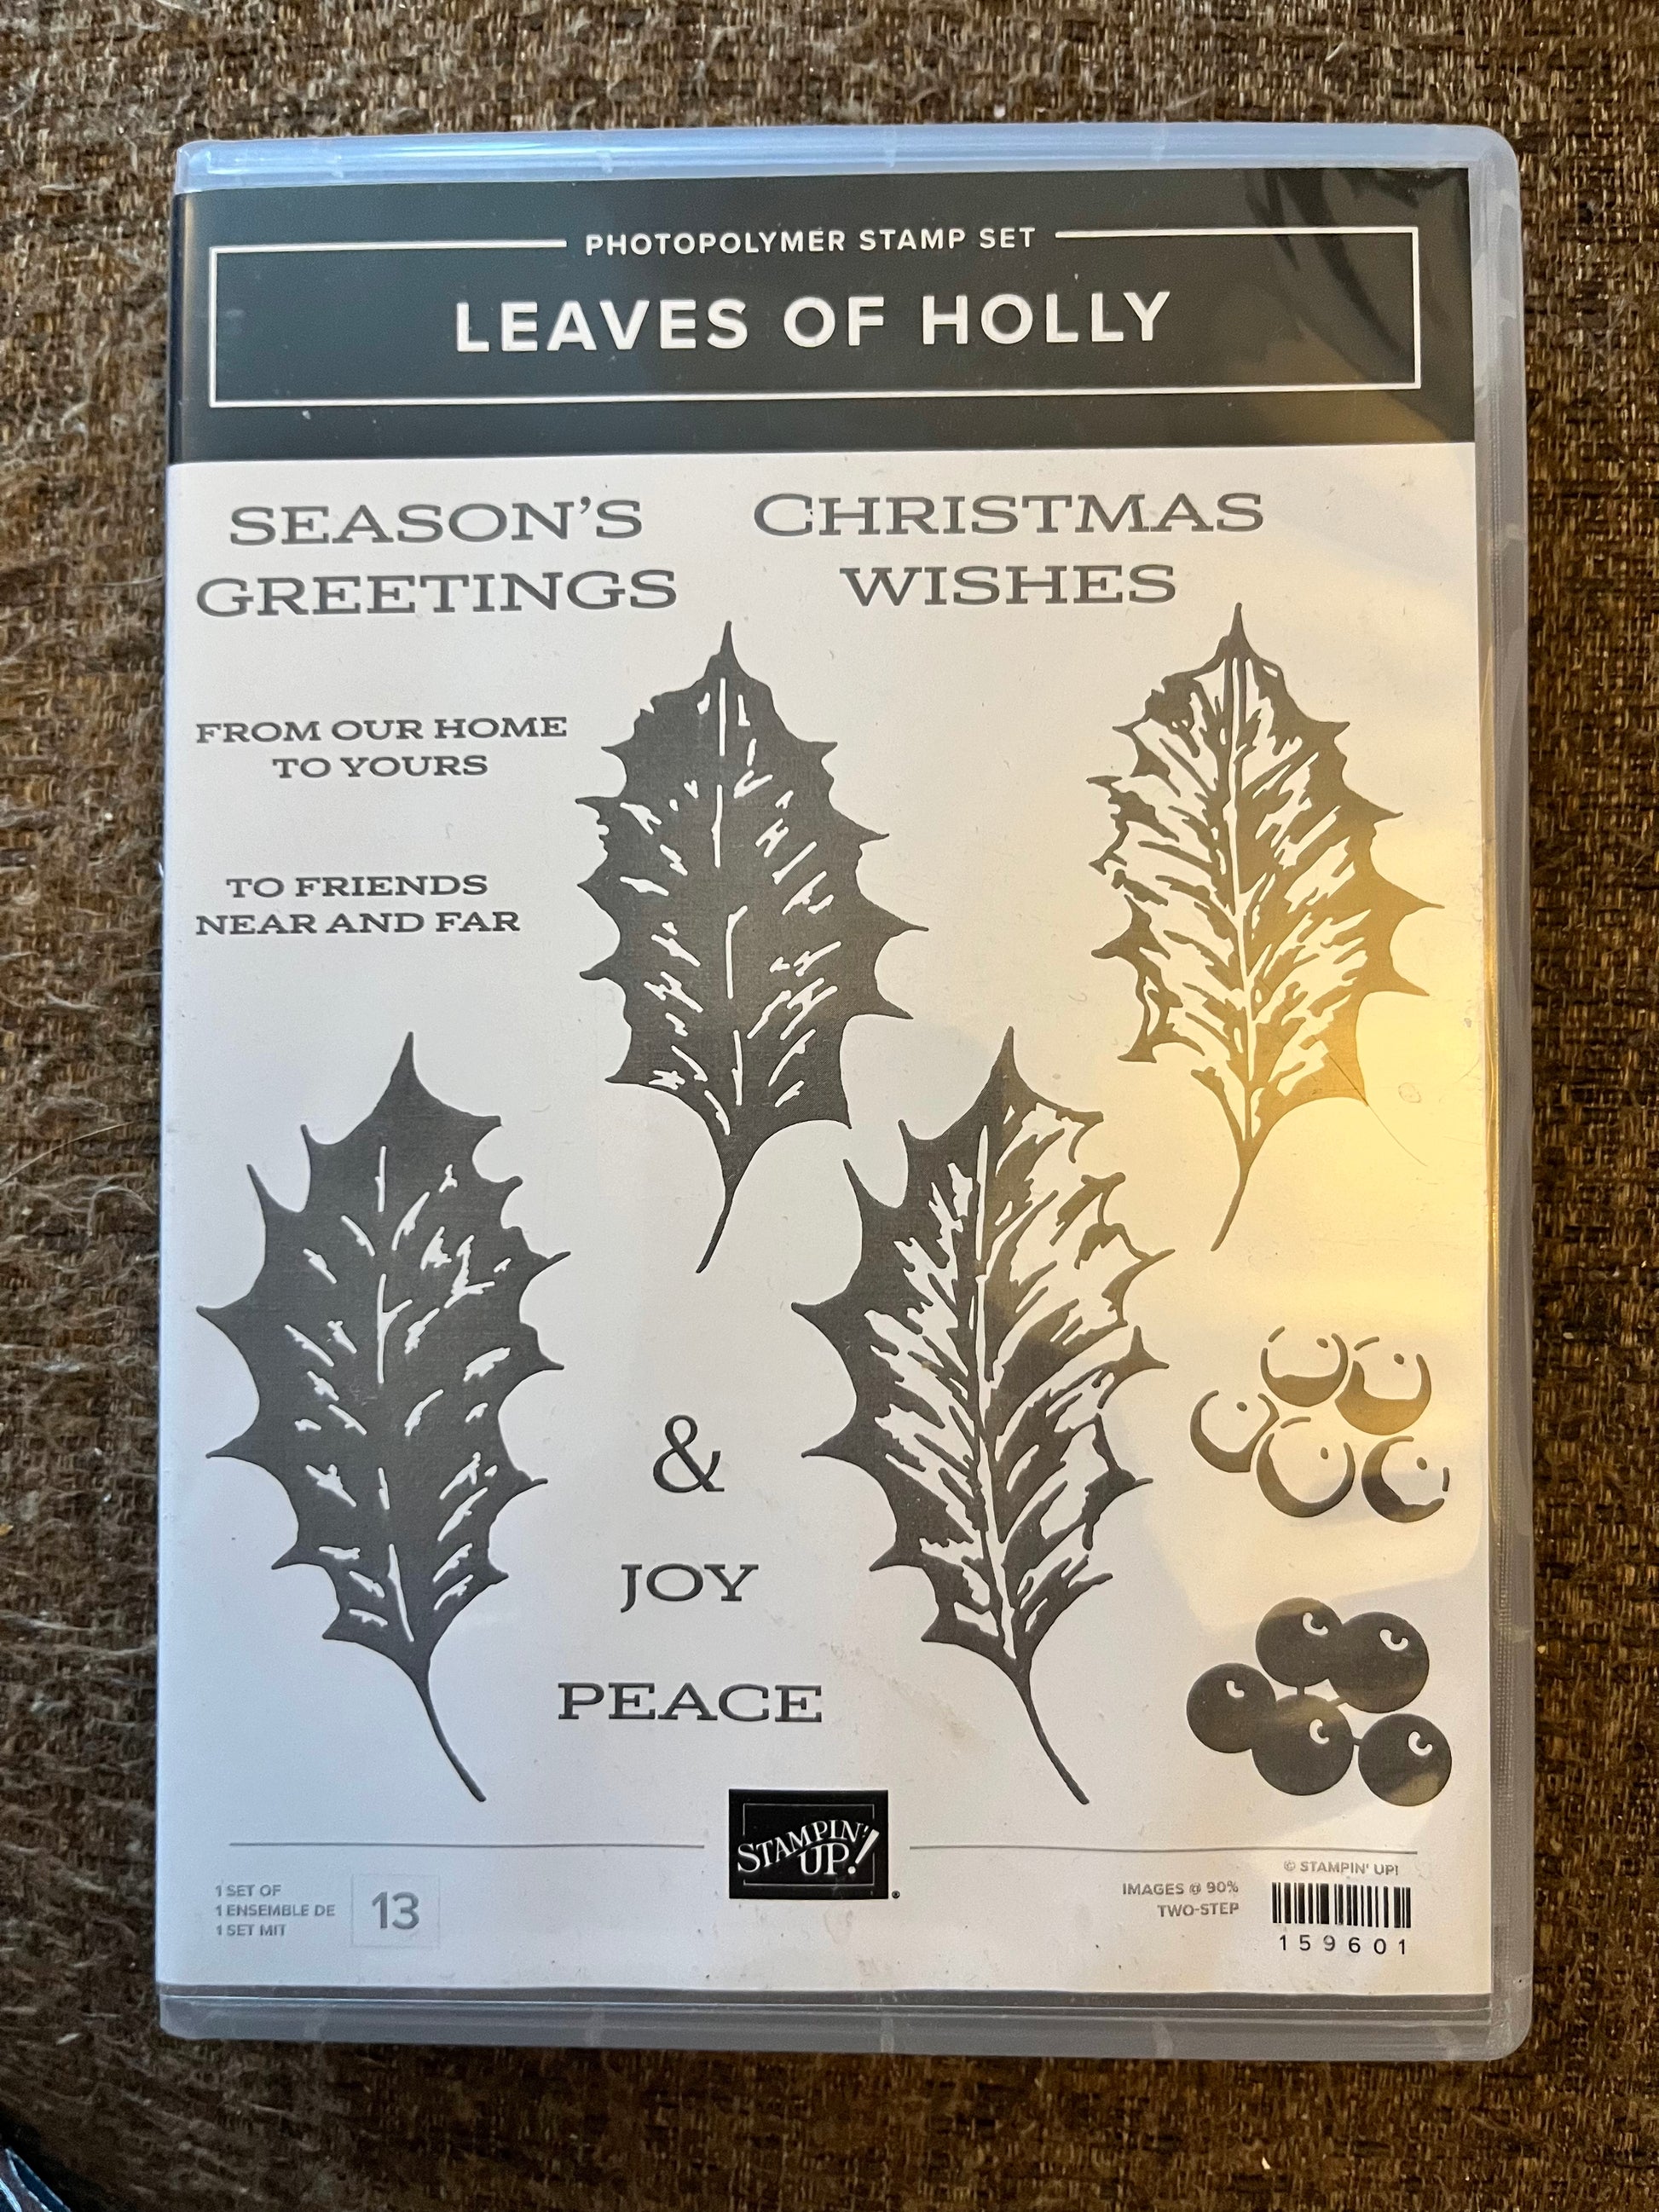 PHOTOPOLYMER STAMP SET
LEAVES OF HOLLY
SEASON'S
GREETINGS
CHRISTMAS
WISHES
FROM OUR HOME
TO YOURS
TO FRIENDS
NEAR AND FAR
&
JOY
PEACE
STAMPIN'
UP!
1 SET OF
1 ENSEMBLE DE
1 SET MIT
13
IMAGES @ 90%
TWO-STEP
© STAMPIN' UP!
159601